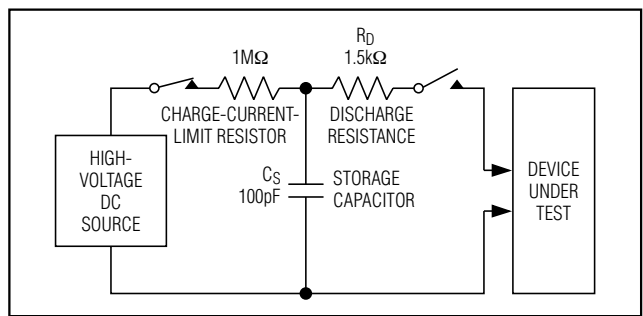 1MΩ
R_D
1.5kΩ
CHARGE-CURRENT-
LIMIT RESISTOR
DISCHARGE
RESISTANCE
HIGH-
VOLTAGE
DC
SOURCE
C_S
100pF
STORAGE
CAPACITOR
DEVICE
UNDER
TEST